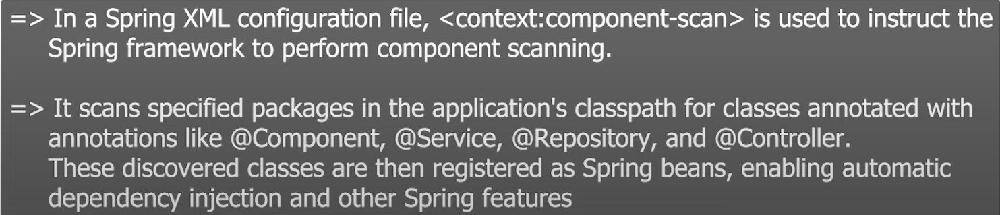 => In a Spring XML configuration file, <context:component-scan> is used to instruct the
Spring framework to perform component scanning.
=> It scans specified packages in the application's classpath for classes annotated with
annotations like @Component, @Service, @Repository, and @Controller.
These discovered classes are then registered as Spring beans, enabling automatic
dependency injection and other Spring features